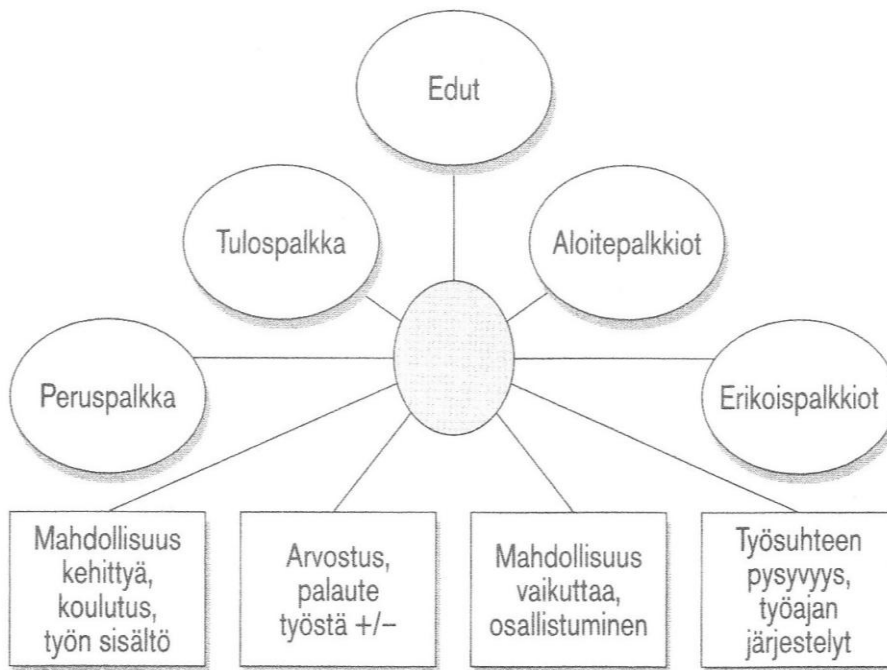 Edut
Tulospalkka
Aloitepalkkiot
Peruspalkka
Erikoispalkkiot
Mahdollisuus
kehittyä,
koulutus,
työn sisältö
Arvostus,
palaute
työstä +/–
Mahdollisuus
vaikuttaa,
osallistuminen
Työsuhteen
pysyvyys,
työajan
järjestelyt